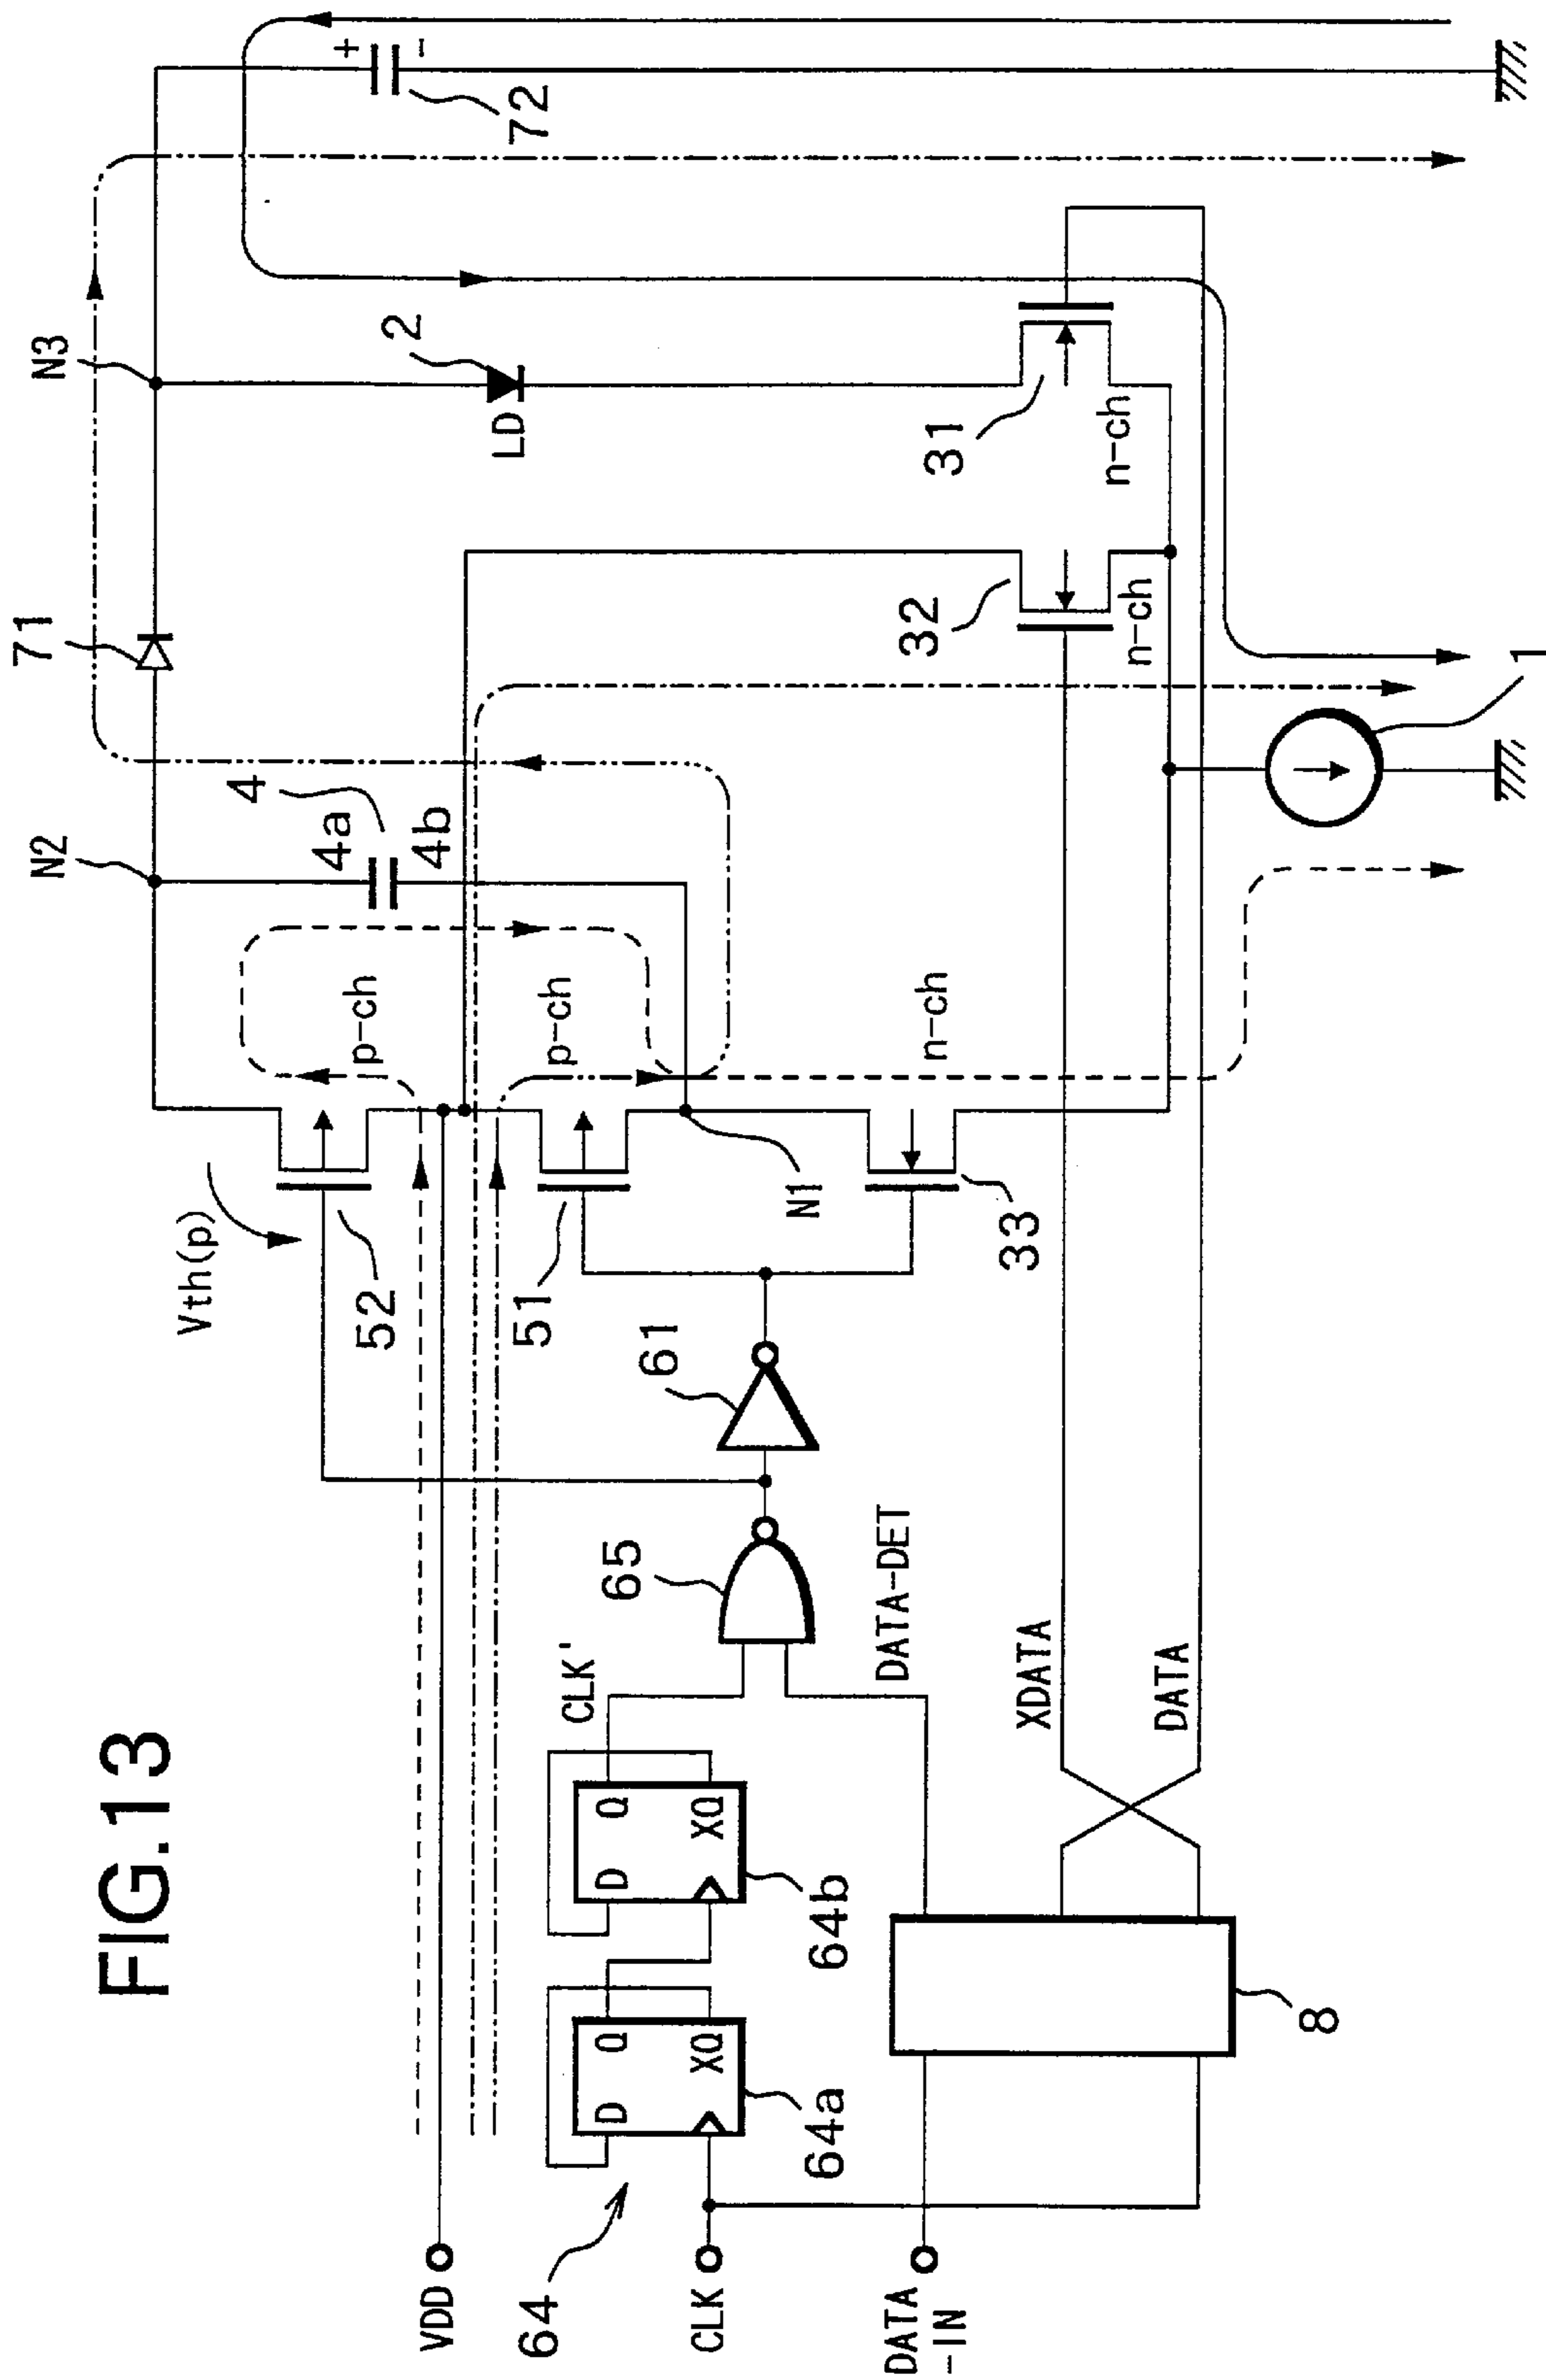 FIG.13
VDD
CLK
DATA
-IN
64
64a
64b
D
Q
XQ
D
Q
XQ
CLK'
8
DATA-DET
XDATA
DATA
65
61
Vth(p)
52
51
33
N1
p-ch
p-ch
n-ch
N2
4
4a
4b
71
N3
2
LD
32
n-ch
31
n-ch
72
+
-
1